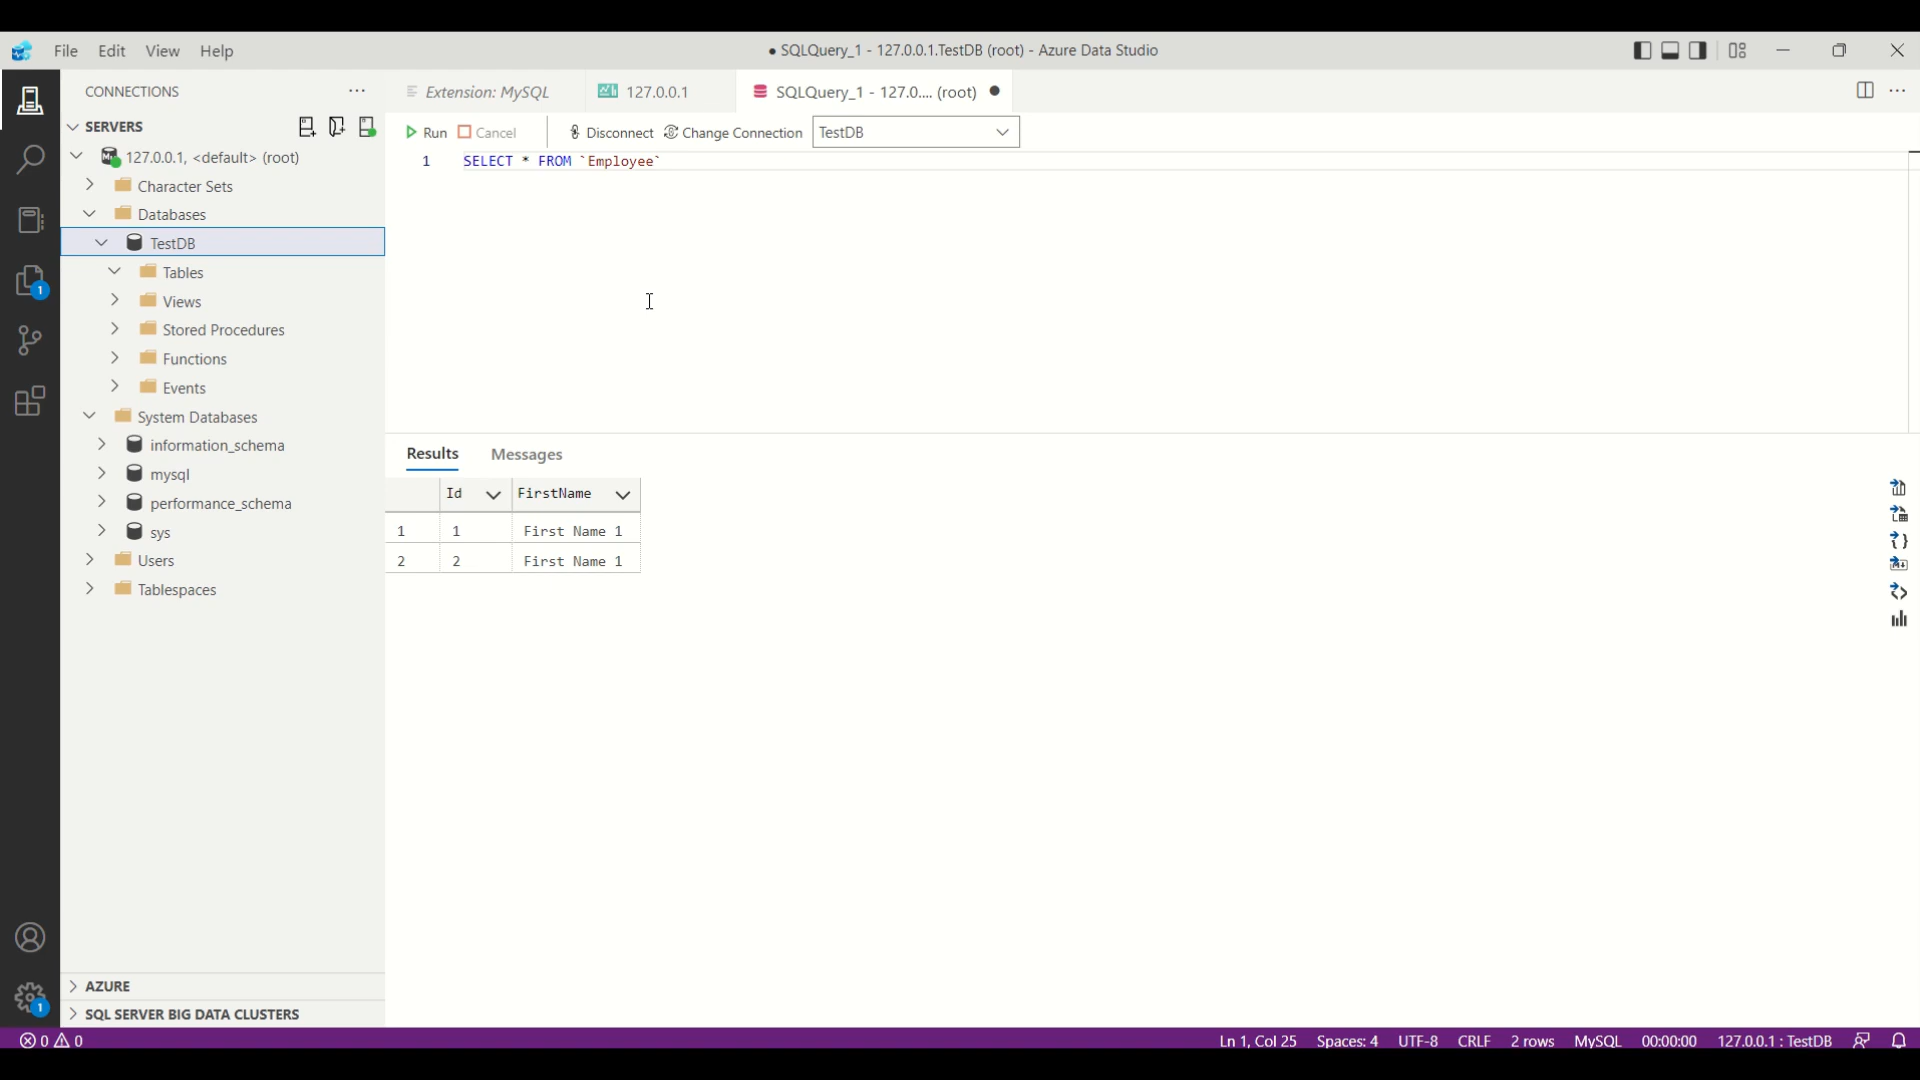 File Edit View Help
● SQLQuery_1 - 127.0.0.1.TestDB (root) - Azure Data Studio
CONNECTIONS
Extension: MySQL
127.0.0.1
SQLQuery_1 - 127.0.... (root)
SERVERS
Run Cancel Disconnect Change Connection TestDB
127.0.0.1, <default> (root)
Character Sets
Databases
TestDB
Tables
Views
Stored Procedures
Functions
Events
System Databases
information_schema
mysql
performance_schema
sys
Users
Tablespaces
AZURE
SQL SERVER BIG DATA CLUSTERS
1
1
1 SELECT * FROM `Employee`
Results Messages
Id FirstName
1 1 First Name 1
2 2 First Name 1
0 0
Ln 1, Col 25 Spaces: 4 UTF-8 CRLF 2 rows MySQL 00:00:00 127.0.0.1 : TestDB